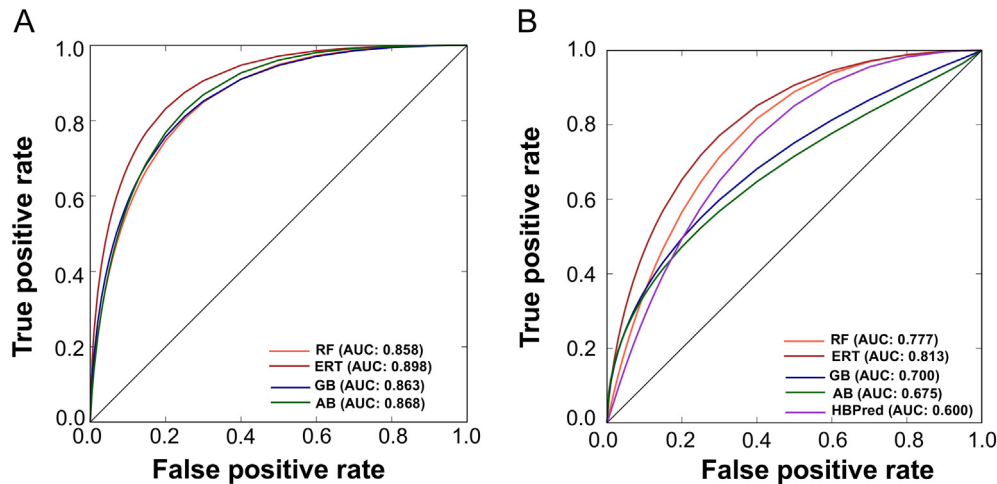 A
B
True positive rate
1.0
0.8
0.6
0.4
0.2
0.0
0.0 0.2 0.4 0.6 0.8 1.0
False positive rate
RF (AUC: 0.858)
ERT (AUC: 0.898)
GB (AUC: 0.863)
AB (AUC: 0.868)
True positive rate
1.0
0.8
0.6
0.4
0.2
0.0
0.0 0.2 0.4 0.6 0.8 1.0
False positive rate
RF (AUC: 0.777)
ERT (AUC: 0.813)
GB (AUC: 0.700)
AB (AUC: 0.675)
HBPred (AUC: 0.600)